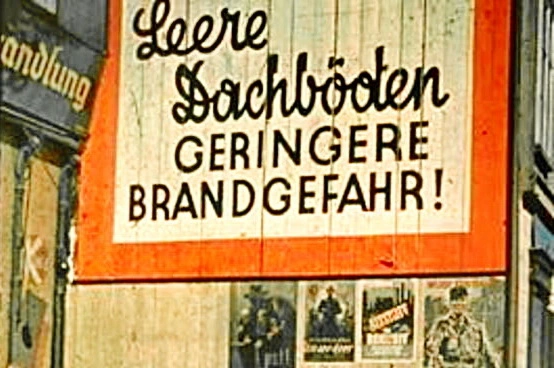 Leere
Dachböden
GERINGERE
BRANDGEFAHR!
andlung